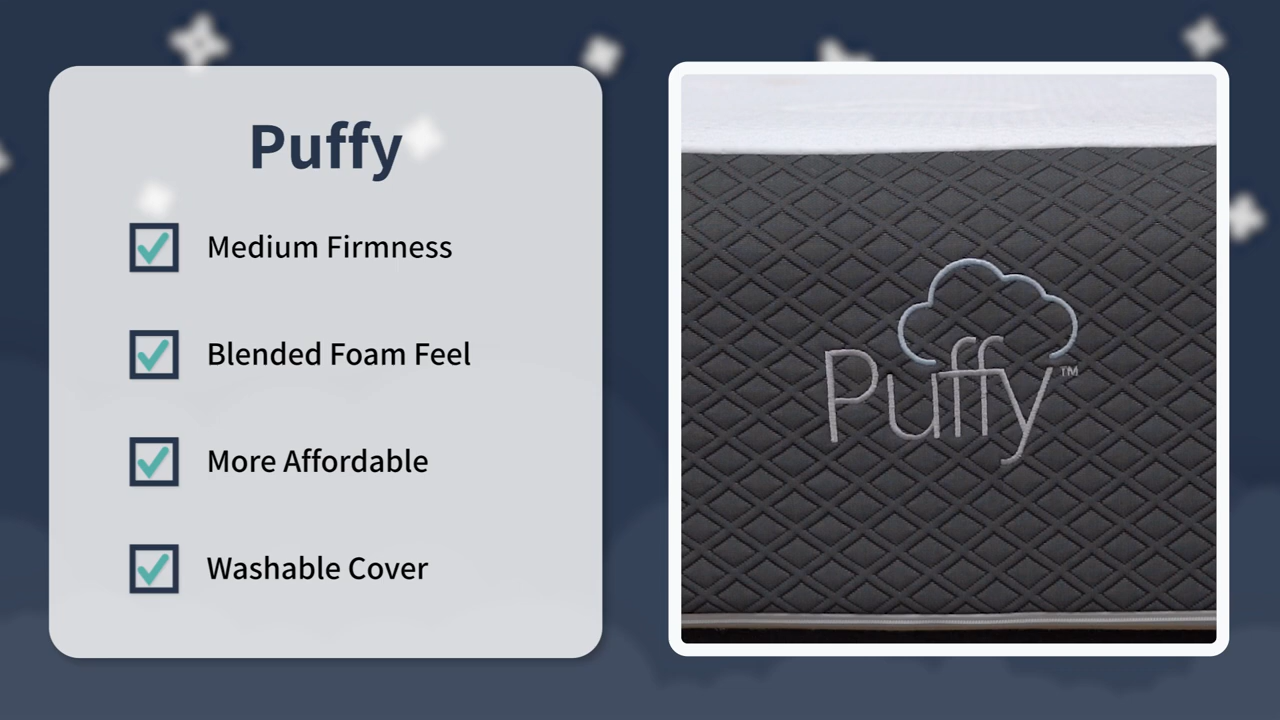 Puffy
Medium Firmness
Blended Foam Feel
More Affordable
Washable Cover
Puffy™